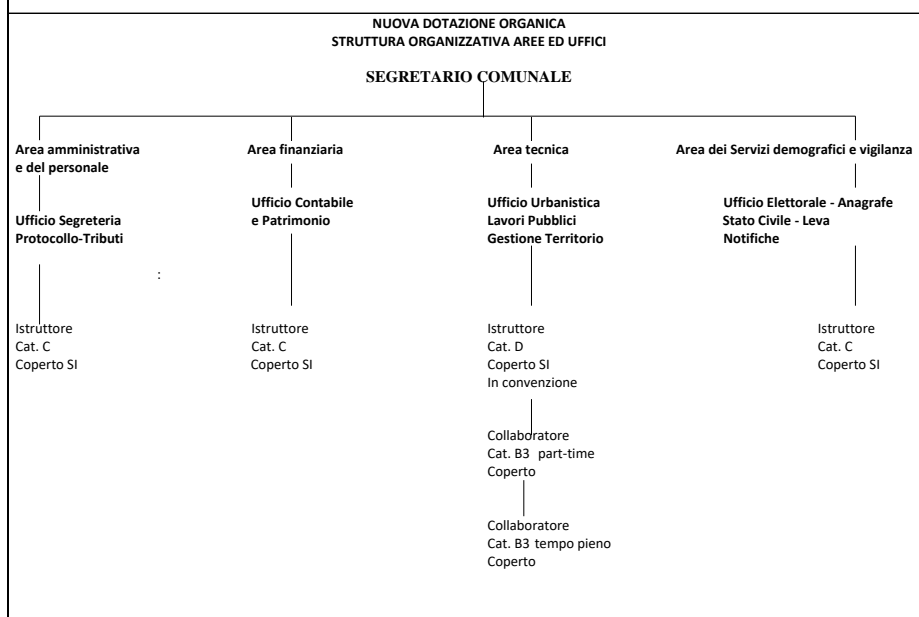 NUOVA DOTAZIONE ORGANICA
STRUTTURA ORGANIZZATIVA AREE ED UFFICI
SEGRETARIO COMUNALE
Area amministrativa
e del personale
Ufficio Segreteria
Protocollo-Tributi
:
Istruttore
Cat. C
Coperto SI
Area finanziaria
Ufficio Contabile
e Patrimonio
Istruttore
Cat. C
Coperto SI
Area tecnica
Ufficio Urbanistica
Lavori Pubblici
Gestione Territorio
Istruttore
Cat. D
Coperto SI
In convenzione
Collaboratore
Cat. B3 part-time
Coperto
Collaboratore
Cat. B3 tempo pieno
Coperto
Area dei Servizi demografici e vigilanza
Ufficio Elettorale - Anagrafe
Stato Civile - Leva
Notifiche
Istruttore
Cat. C
Coperto SI